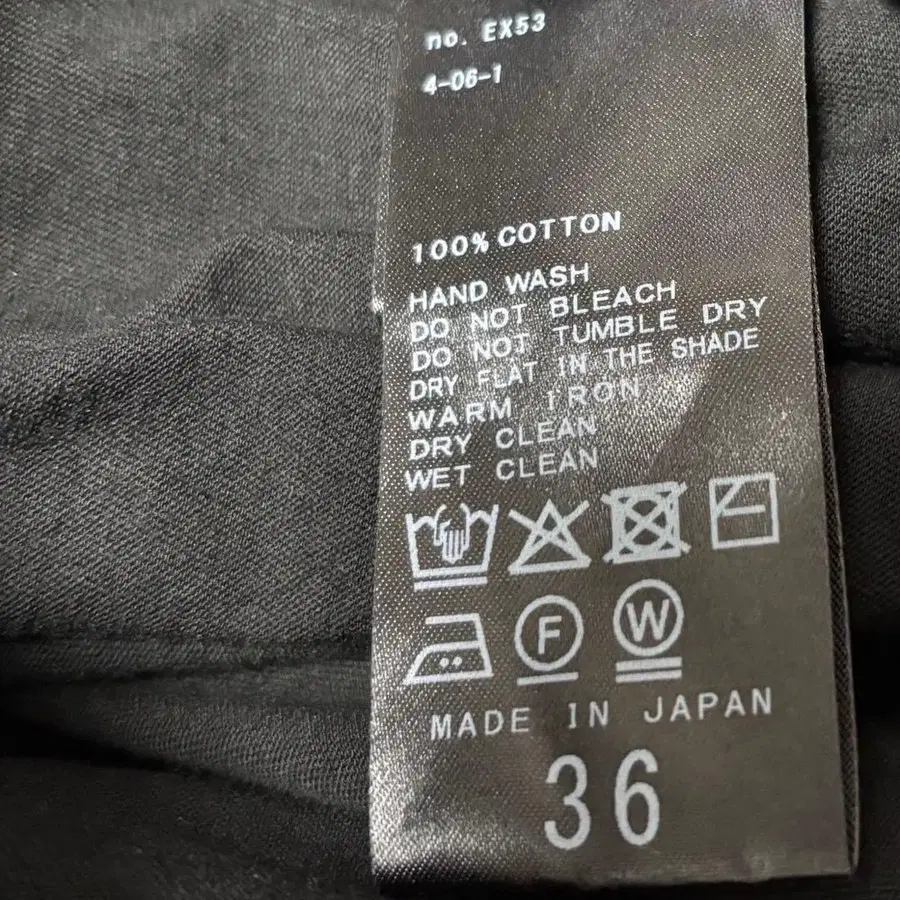 no. EX53
4-06-1
100% COTTON
HAND WASH
DO NOT BLEACH
DO NOT TUMBLE DRY
DRY FLAT IN THE SHADE
WARM IRON
DRY CLEAN
WET CLEAN
F W
MADE IN JAPAN
36